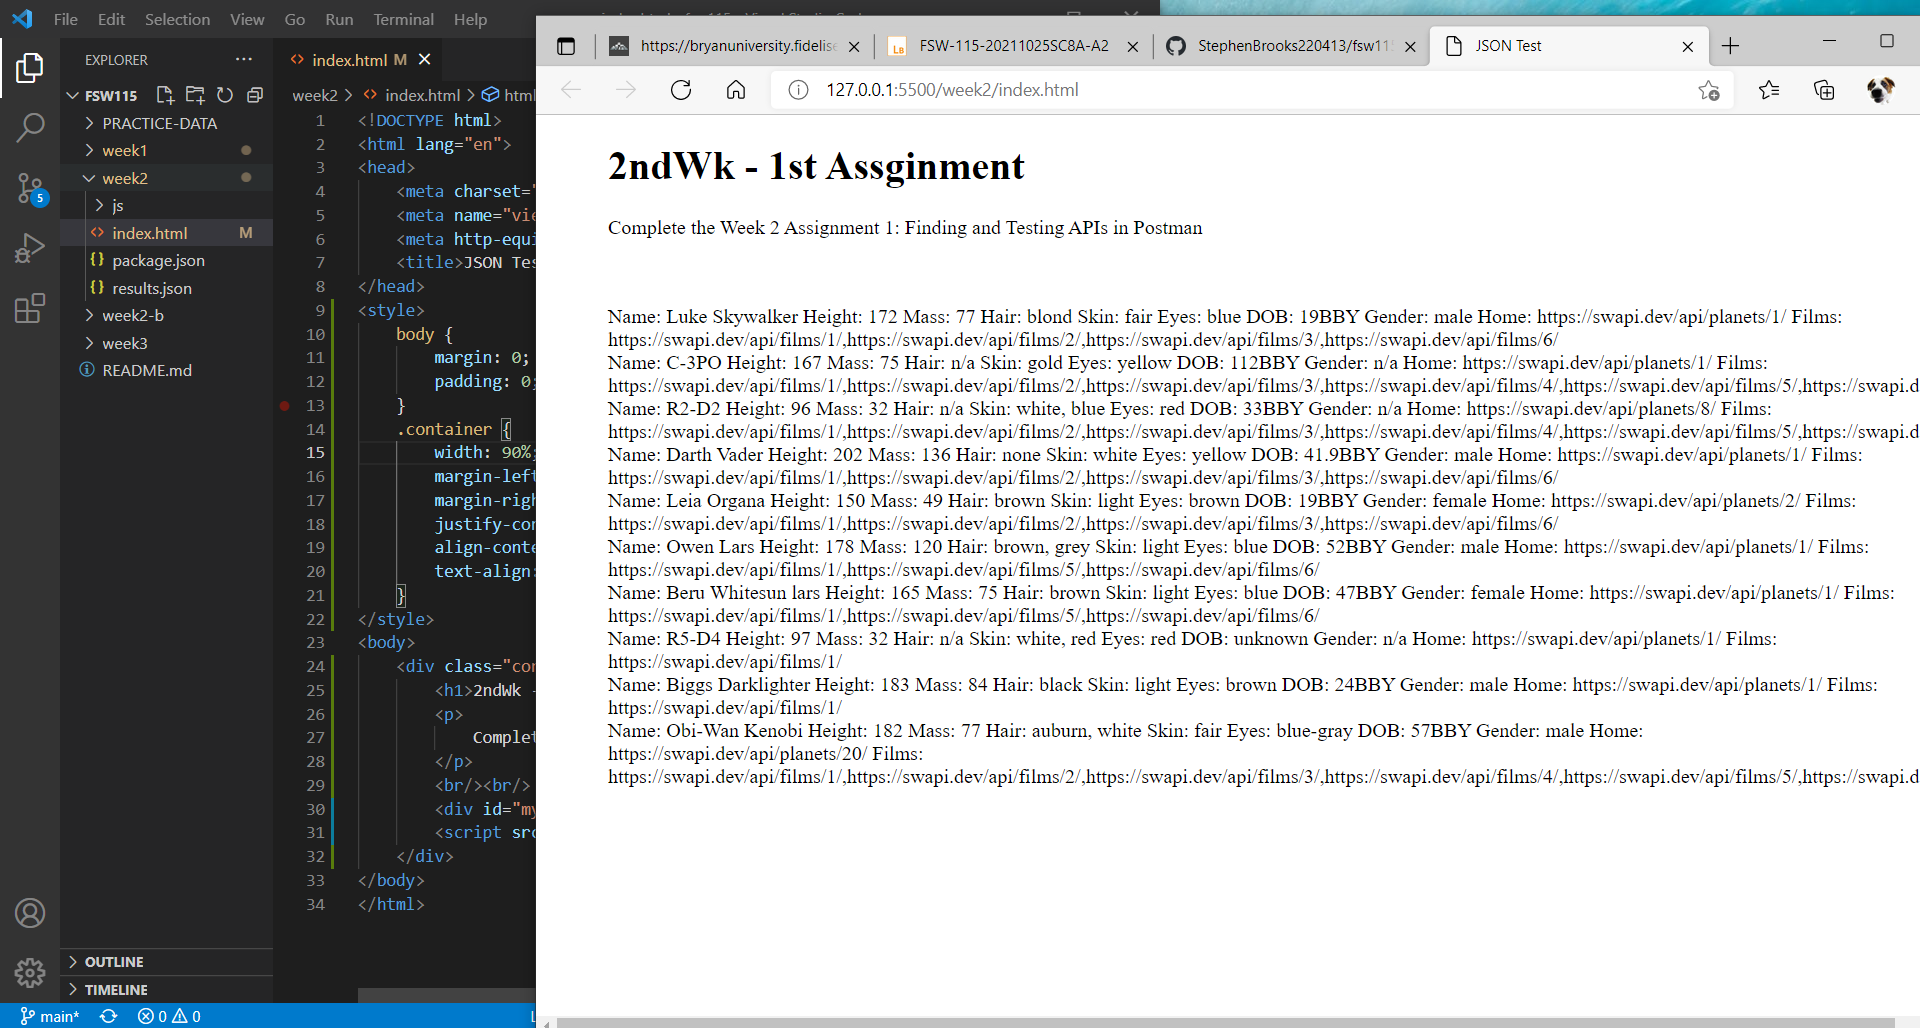 File Edit Selection View Go Run Terminal Help
EXPLORER
FSW115
PRACTICE-DATA
week1
week2
js
index.html M
package.json
results.json
week2-b
week3
README.md
OUTLINE
TIMELINE
5
main*
0 0
index.html M
week2 > index.html > html
1 <!DOCTYPE html>
2 <html lang="en">
3 <head>
4 <meta charset="
5 <meta name="vie
6 <meta http-equi
7 <title>JSON Tes
8 </head>
9 <style>
10 body {
11 margin: 0;
12 padding: 0;
13 }
14 .container {
15 width: 90%;
16 margin-left
17 margin-righ
18 justify-con
19 align-conte
20 text-align:
21 }
22 </style>
23 <body>
24 <div class="con
25 <h1>2ndWk -
26 <p>
27 Complet
28 </p>
29 <br/><br/>
30 <div id="my
31 <script src
32 </div>
33 </body>
34 </html>
https://bryanuniversity.fidelise
FSW-115-20211025SC8A-A2
StephenBrooks220413/fsw115
JSON Test
127.0.0.1:5500/week2/index.html
2ndWk - 1st Assginment
Complete the Week 2 Assignment 1: Finding and Testing APIs in Postman
Name: Luke Skywalker Height: 172 Mass: 77 Hair: blond Skin: fair Eyes: blue DOB: 19BBY Gender: male Home: https://swapi.dev/api/planets/1/ Films:
https://swapi.dev/api/films/1/,https://swapi.dev/api/films/2/,https://swapi.dev/api/films/3/,https://swapi.dev/api/films/6/
Name: C-3PO Height: 167 Mass: 75 Hair: n/a Skin: gold Eyes: yellow DOB: 112BBY Gender: n/a Home: https://swapi.dev/api/planets/1/ Films:
https://swapi.dev/api/films/1/,https://swapi.dev/api/films/2/,https://swapi.dev/api/films/3/,https://swapi.dev/api/films/4/,https://swapi.dev/api/films/5/,https://swapi.d
Name: R2-D2 Height: 96 Mass: 32 Hair: n/a Skin: white, blue Eyes: red DOB: 33BBY Gender: n/a Home: https://swapi.dev/api/planets/8/ Films:
https://swapi.dev/api/films/1/,https://swapi.dev/api/films/2/,https://swapi.dev/api/films/3/,https://swapi.dev/api/films/4/,https://swapi.dev/api/films/5/,https://swapi.d
Name: Darth Vader Height: 202 Mass: 136 Hair: none Skin: white Eyes: yellow DOB: 41.9BBY Gender: male Home: https://swapi.dev/api/planets/1/ Films:
https://swapi.dev/api/films/1/,https://swapi.dev/api/films/2/,https://swapi.dev/api/films/3/,https://swapi.dev/api/films/6/
Name: Leia Organa Height: 150 Mass: 49 Hair: brown Skin: light Eyes: brown DOB: 19BBY Gender: female Home: https://swapi.dev/api/planets/2/ Films:
https://swapi.dev/api/films/1/,https://swapi.dev/api/films/2/,https://swapi.dev/api/films/3/,https://swapi.dev/api/films/6/
Name: Owen Lars Height: 178 Mass: 120 Hair: brown, grey Skin: light Eyes: blue DOB: 52BBY Gender: male Home: https://swapi.dev/api/planets/1/ Films:
https://swapi.dev/api/films/1/,https://swapi.dev/api/films/5/,https://swapi.dev/api/films/6/
Name: Beru Whitesun lars Height: 165 Mass: 75 Hair: brown Skin: light Eyes: blue DOB: 47BBY Gender: female Home: https://swapi.dev/api/planets/1/ Films:
https://swapi.dev/api/films/1/,https://swapi.dev/api/films/5/,https://swapi.dev/api/films/6/
Name: R5-D4 Height: 97 Mass: 32 Hair: n/a Skin: white, red Eyes: red DOB: unknown Gender: n/a Home: https://swapi.dev/api/planets/1/ Films:
https://swapi.dev/api/films/1/
Name: Biggs Darklighter Height: 183 Mass: 84 Hair: black Skin: light Eyes: brown DOB: 24BBY Gender: male Home: https://swapi.dev/api/planets/1/ Films:
https://swapi.dev/api/films/1/
Name: Obi-Wan Kenobi Height: 182 Mass: 77 Hair: auburn, white Skin: fair Eyes: blue-gray DOB: 57BBY Gender: male Home:
https://swapi.dev/api/planets/20/ Films:
https://swapi.dev/api/films/1/,https://swapi.dev/api/films/2/,https://swapi.dev/api/films/3/,https://swapi.dev/api/films/4/,https://swapi.dev/api/films/5/,https://swapi.d